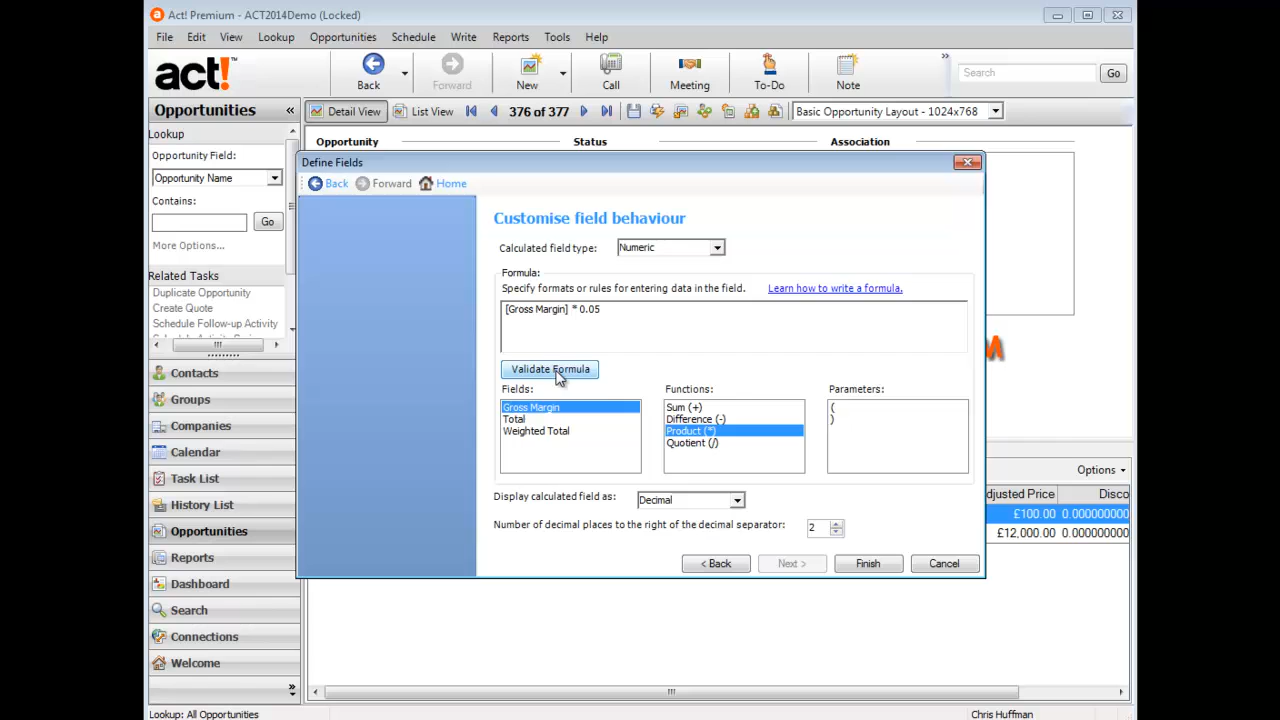 Act! Premium - ACT2014Demo (Locked)
File Edit View Lookup Opportunities Schedule Write Reports Tools Help
act!™ Back Forward New Call Meeting To-Do Note » Search Go
Opportunities « Detail View List View 376 of 377 Basic Opportunity Layout - 1024x768
Lookup
Opportunity Status Association
Opportunity Field:
Opportunity Name
Contains:
Go
More Options...
Related Tasks
Duplicate Opportunity
Create Quote
Schedule Follow-up Activity
Contacts
Groups
Companies
Calendar
Task List
History List
Opportunities
Reports
Dashboard
Search
Connections
Welcome
»
Define Fields
Back Forward Home
Customise field behaviour
Calculated field type: Numeric
Formula:
Specify formats or rules for entering data in the field. Learn how to write a formula.
[Gross Margin] * 0.05
Validate Formula
Fields: Functions: Parameters:
Gross Margin Sum (+) (
Total Difference (-) )
Weighted Total Product (*)
Quotient (/)
Display calculated field as: Decimal
Number of decimal places to the right of the decimal separator: 2
< Back Next > Finish Cancel
Options
djusted Price Disco
£100.00 0.000000000
£12,000.00 0.000000000
Lookup: All Opportunities Chris Huffman